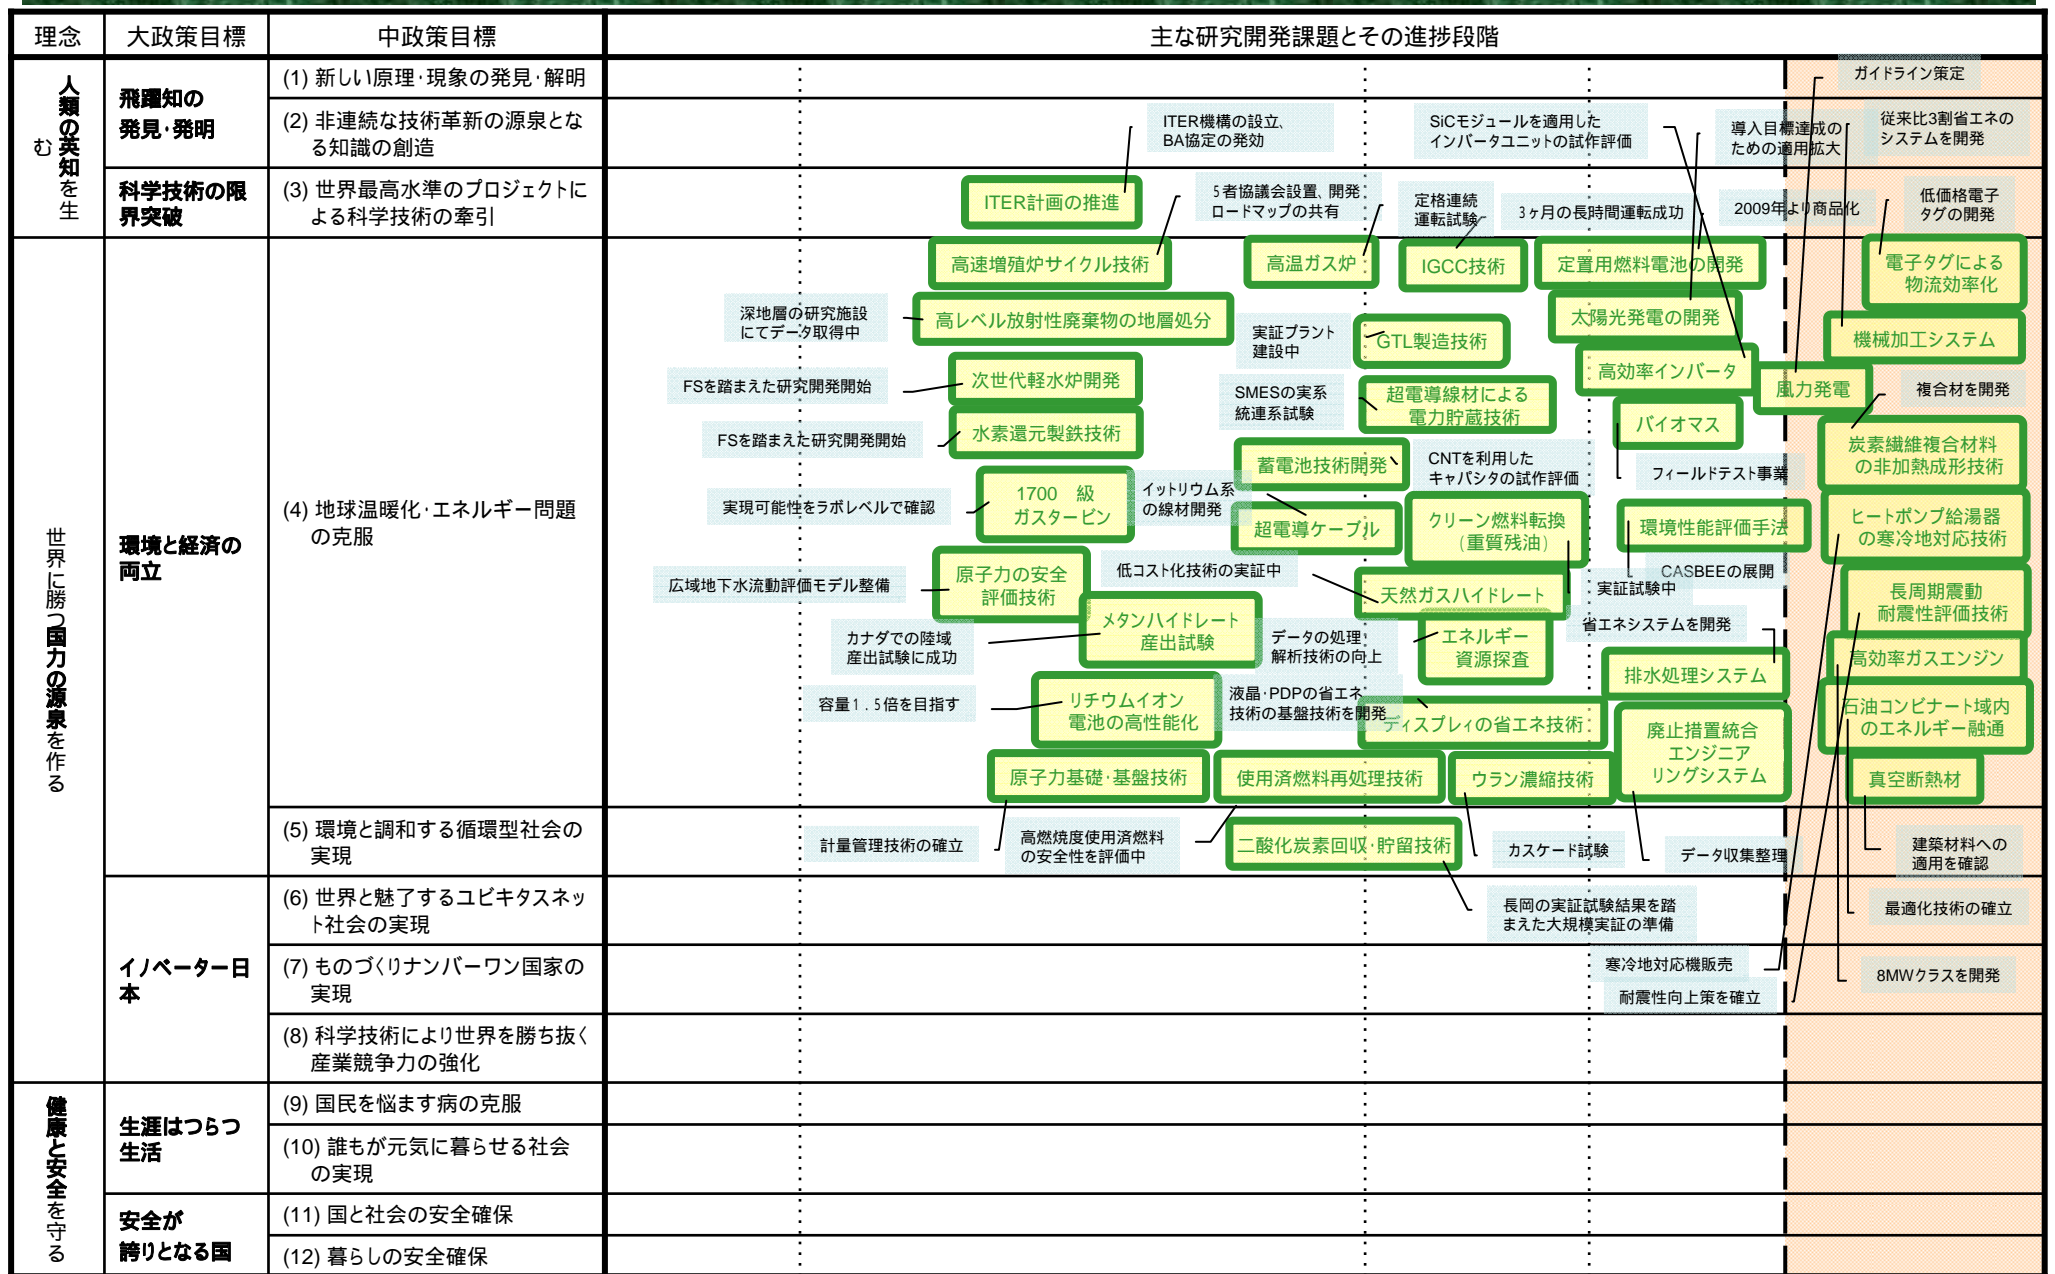 理念
大政策目標
中政策目標
主な研究開発課題とその進捗段階
人類の英知を生
む
飛躍知の
発見・発明
(1) 新しい原理・現象の発見・解明
(2) 非連続な技術革新の源泉とな
る知識の創造
科学技術の限
界突破
(3) 世界最高水準のプロジェクトに
よる科学技術の牽引
世界に勝つ国力の源泉を作る
環境と経済の
両立
(4) 地球温暖化・エネルギー問題
の克服
(5) 環境と調和する循環型社会の
実現
イノベーター日
本
(6) 世界と魅了するユビキタスネッ
ト社会の実現
(7) ものづくりナンバーワン国家の
実現
(8) 科学技術により世界を勝ち抜く
産業競争力の強化
健康と安全を守る
生涯はつらつ
生活
(9) 国民を悩ます病の克服
(10) 誰もが元気に暮らせる社会
の実現
安全が
誇りとなる国
(11) 国と社会の安全確保
(12) 暮らしの安全確保
ガイドライン策定
ITER機構の設立、
BA協定の発効
SiCモジュールを適用した
インバータユニットの試作評価
導入目標達成の
ための適用拡大
従来比3割省エネの
システムを開発
ITER計画の推進
5者協議会設置、開発
ロードマップの共有
定格連続
運転試験
3ヶ月の長時間運転成功
2009年より商品化
低価格電子
タグの開発
高速増殖炉サイクル技術
高温ガス炉
IGCC技術
定置用燃料電池の開発
電子タグによる
物流効率化
深地層の研究施設
にてデータ取得中
高レベル放射性廃棄物の地層処分
実証プラント
建設中
GTL製造技術
太陽光発電の開発
機械加工システム
FSを踏まえた研究開発開始
次世代軽水炉開発
SMESの実系
統連系試験
超電導線材による
電力貯蔵技術
高効率インバータ
風力発電
複合材を開発
FSを踏まえた研究開発開始
水素還元製鉄技術
バイオマス
炭素繊維複合材料
の非加熱成形技術
蓄電池技術開発
CNTを利用した
キャパシタの試作評価
フィールドテスト事業
実現可能性をラボレベルで確認
1700 級
ガスタービン
イットリウム系
の線材開発
超電導ケーブル
クリーン燃料転換
(重質残油)
環境性能評価手法
ヒートポンプ給湯器
の寒冷地対応技術
広域地下水流動評価モデル整備
原子力の安全
評価技術
低コスト化技術の実証中
天然ガスハイドレート
実証試験中
CASBEEの展開
長周期震動
耐震性評価技術
カナダでの陸域
産出試験に成功
メタンハイドレート
産出試験
データの処理・
解析技術の向上
エネルギー
資源探査
省エネシステムを開発
排水処理システム
高効率ガスエンジン
容量1.5倍を目指す
リチウムイオン
電池の高性能化
液晶・PDPの省エネ
技術の基盤技術を開発
ディスプレィの省エネ技術
廃止措置統合
エンジニア
リングシステム
石油コンビナート域内
のエネルギー融通
原子力基礎・基盤技術
使用済燃料再処理技術
ウラン濃縮技術
真空断熱材
計量管理技術の確立
高燃焼度使用済燃料
の安全性を評価中
二酸化炭素回収・貯留技術
カスケード試験
データ収集整理
建築材料への
適用を確認
長岡の実証試験結果を踏
まえた大規模実証の準備
最適化技術の確立
寒冷地対応機販売
耐震性向上策を確立
8MWクラスを開発